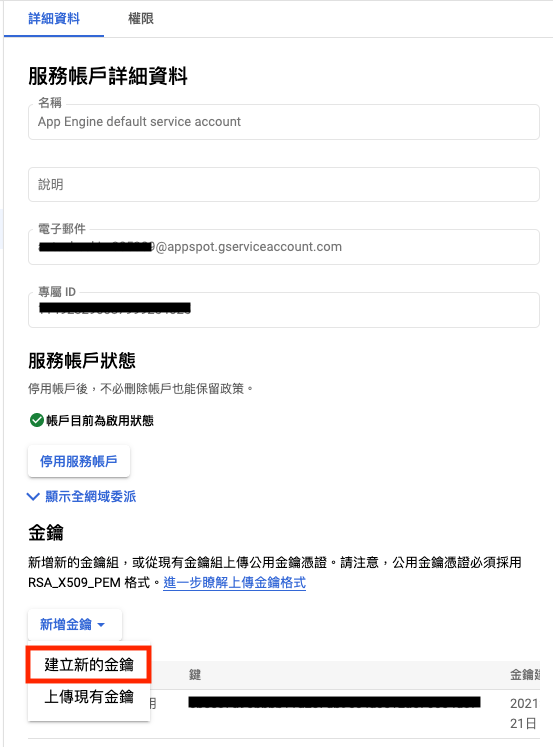 詳細資料
權限
服務帳戶詳細資料
名稱
App Engine default service account
說明
電子郵件
@appspot.gserviceaccount.com
專屬 ID
服務帳戶狀態
停用帳戶後，不必刪除帳戶也能保留政策。
帳戶目前為啟用狀態
停用服務帳戶
顯示全網域委派
金鑰
新增新的金鑰組，或從現有金鑰組上傳公用金鑰憑證。請注意，公用金鑰憑證必須採用
RSA_X509_PEM 格式。進一步瞭解上傳金鑰格式
新增金鑰
建立新的金鑰
上傳現有金鑰
鍵
金鑰
用
2021
21日